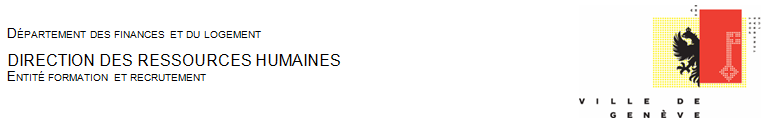 DÉPARTEMENT DES FINANCES ET DU LOGEMENT
DIRECTION DES RESSOURCES HUMAINES
ENTITÉ FORMATION ET RECRUTEMENT
VILLE DE
GENÈVE